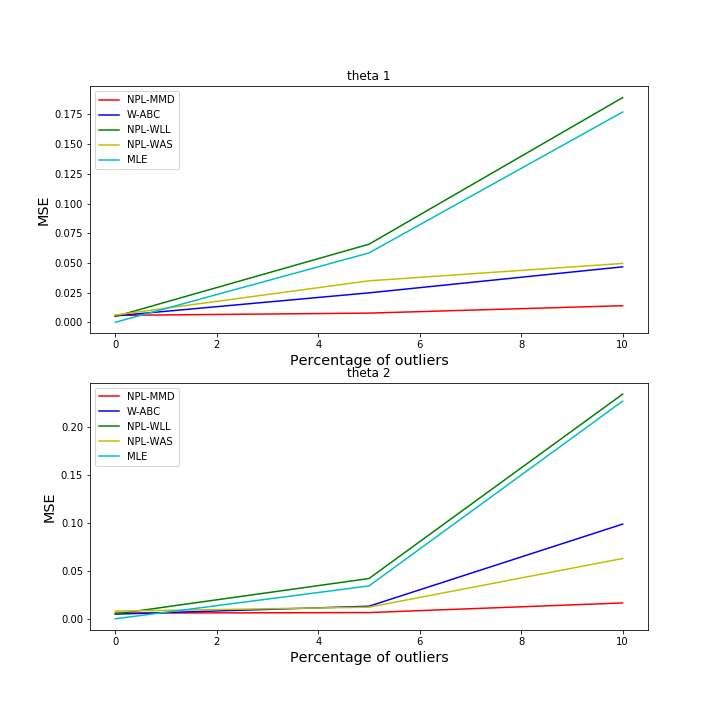 theta 1
NPL-MMD
W-ABC
NPL-WLL
NPL-WAS
MLE
MSE
0.175
0.150
0.125
0.100
0.075
0.050
0.025
0.000
0 2 4 6 8 10
Percentage of outliers
theta 2
NPL-MMD
W-ABC
NPL-WLL
NPL-WAS
MLE
MSE
0.20
0.15
0.10
0.05
0.00
0 2 4 6 8 10
Percentage of outliers